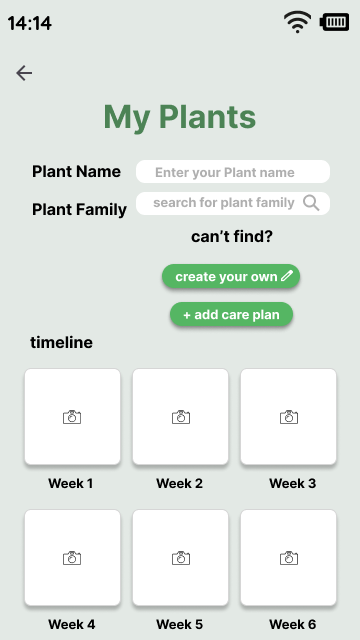 14:14
My Plants
Plant Name Enter your Plant name
Plant Family search for plant family
can't find?
create your own
+ add care plan
timeline
Week 1 Week 2 Week 3
Week 4 Week 5 Week 6